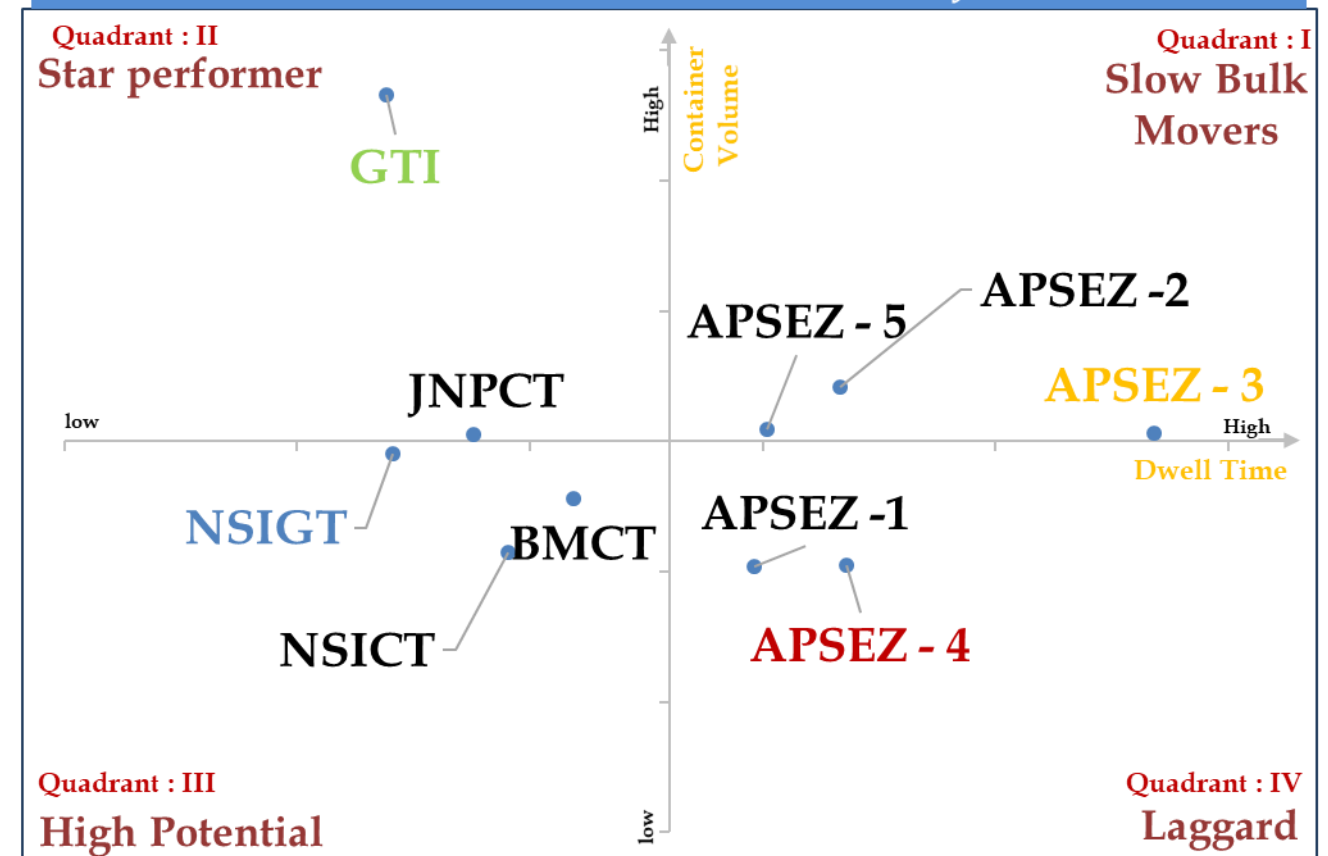 Quadrant : II
Star performer
Quadrant : I
Slow Bulk
Movers
High
Container
Volume
GTI
APSEZ - 5
APSEZ -2
JNPCT
APSEZ - 3
low
High
Dwell Time
NSIGT
BMCT
APSEZ -1
NSICT
APSEZ - 4
Quadrant : III
High Potential
low
Quadrant : IV
Laggard